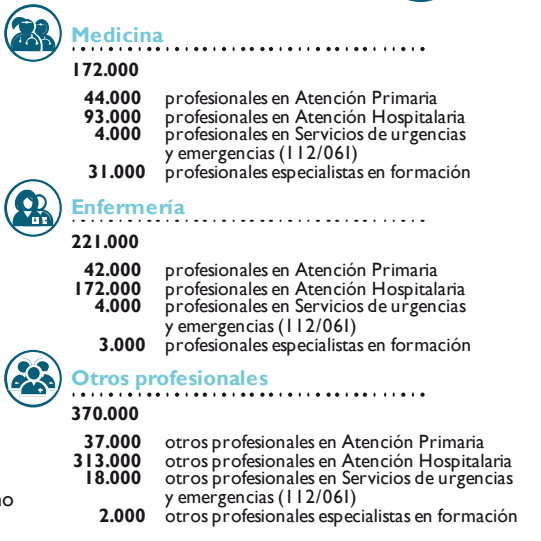 Medicina
172.000
44.000 profesionales en Atención Primaria
93.000 profesionales en Atención Hospitalaria
4.000 profesionales en Servicios de urgencias
y emergencias (112/061)
31.000 profesionales especialistas en formación
Enfermería
221.000
42.000 profesionales en Atención Primaria
172.000 profesionales en Atención Hospitalaria
4.000 profesionales en Servicios de urgencias
y emergencias (112/061)
3.000 profesionales especialistas en formación
Otros profesionales
370.000
37.000 otros profesionales en Atención Primaria
313.000 otros profesionales en Atención Hospitalaria
18.000 otros profesionales en Servicios de urgencias
y emergencias (112/061)
2.000 otros profesionales especialistas en formación